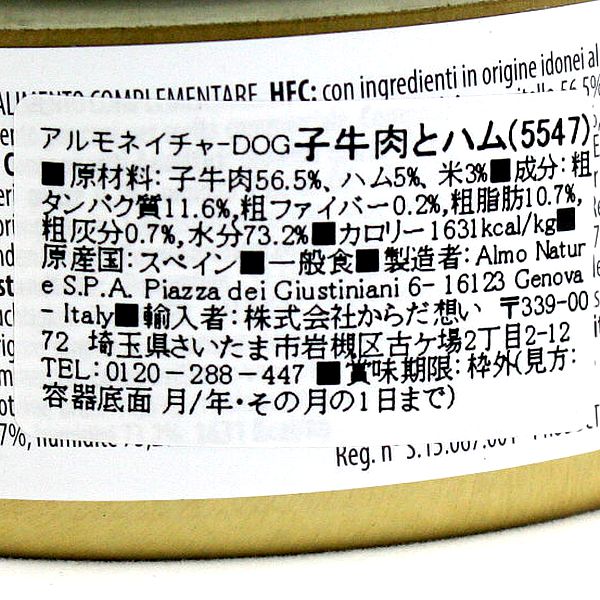 ALIMENTO COMPLEMENTARE HFC: con ingredienti in origine idonei al
アルモネイチャーDOG子牛肉とハム(5547)
■原材料: 子牛肉56.5%、ハム5%、米3%■成分: 粗
タンパク質11.6%,粗ファイバー0.2%,粗脂肪10.7%,
粗灰分0.7%,水分73.2%■カロリー1631kcal/kg■
原産国: スペイン■一般食■製造者: Almo Natur
e S.P.A. Piazza dei Giustiniani 6- 16123 Genova
- Italy■輸入者: 株式会社からだ想い 〒339-00
72 埼玉県さいたま市岩槻区古ケ場2丁目2-12
TEL: 0120-288-447 ■賞味期限: 枠外(見方:
容器底面 月/年・その月の1日まで)
Reg. n°